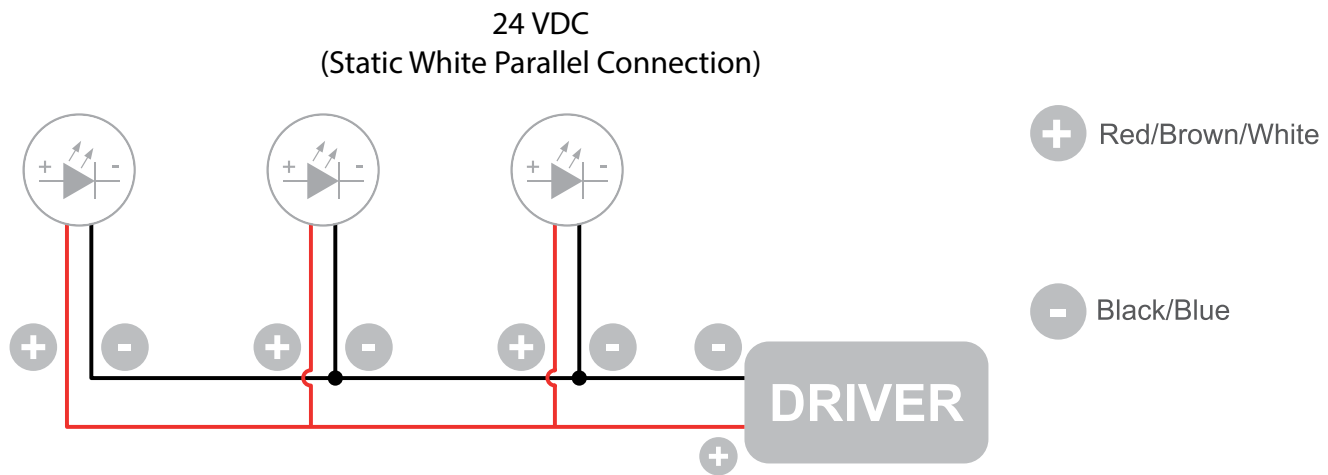 24 VDC
(Static White Parallel Connection)
+ -
+ -
+ -
+ Red/Brown/White
- Black/Blue
+ -
+ -
+ -
-
DRIVER
+